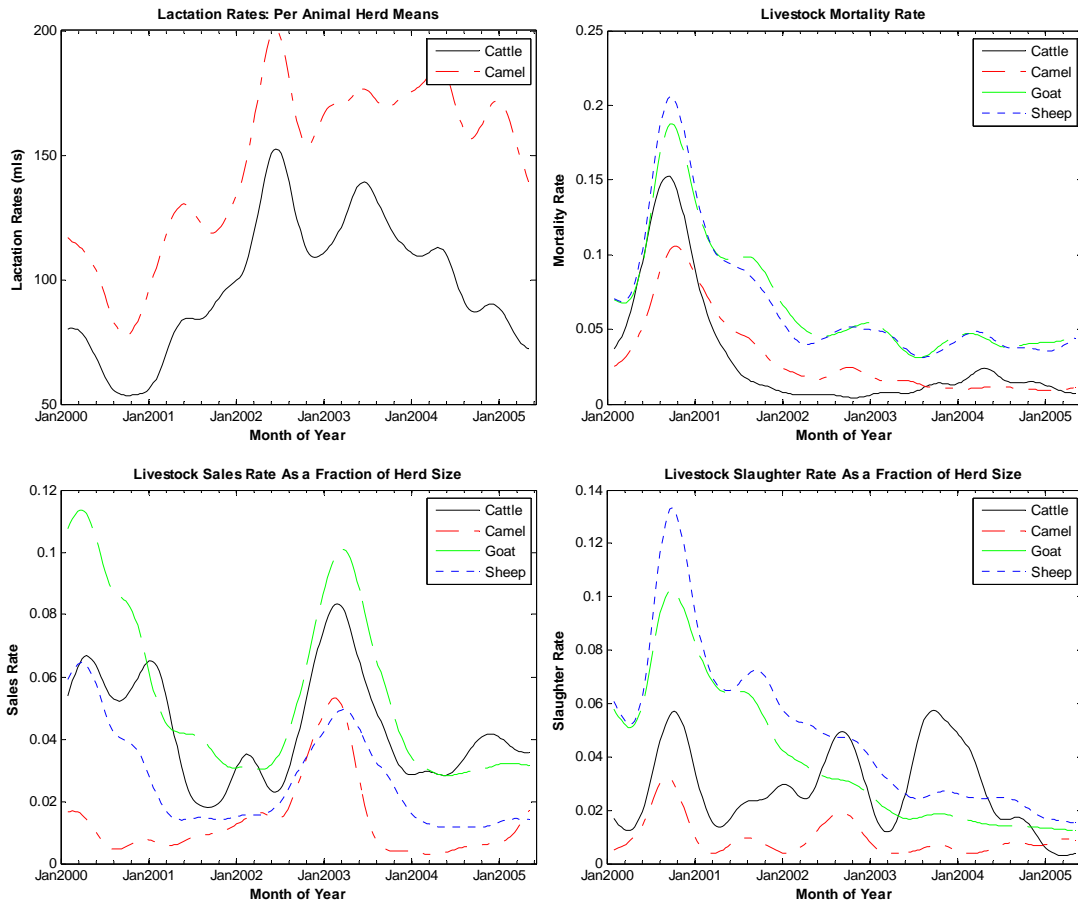 Lactation Rates: Per Animal Herd Means
200
150
100
50
Lactation Rates (mls)
Cattle
Camel
Jan2000 Jan2001 Jan2002 Jan2003 Jan2004 Jan2005
Month of Year
Livestock Mortality Rate
0.25
0.2
0.15
0.1
0.05
0
Mortality Rate
Cattle
Camel
Goat
Sheep
Jan2000 Jan2001 Jan2002 Jan2003 Jan2004 Jan2005
Month of Year
Livestock Sales Rate As a Fraction of Herd Size
0.12
0.1
0.08
0.06
0.04
0.02
0
Sales Rate
Cattle
Camel
Goat
Sheep
Jan2000 Jan2001 Jan2002 Jan2003 Jan2004 Jan2005
Month of Year
Livestock Slaughter Rate As a Fraction of Herd Size
0.14
0.12
0.1
0.08
0.06
0.04
0.02
0
Slaughter Rate
Cattle
Camel
Goat
Sheep
Jan2000 Jan2001 Jan2002 Jan2003 Jan2004 Jan2005
Month of Year